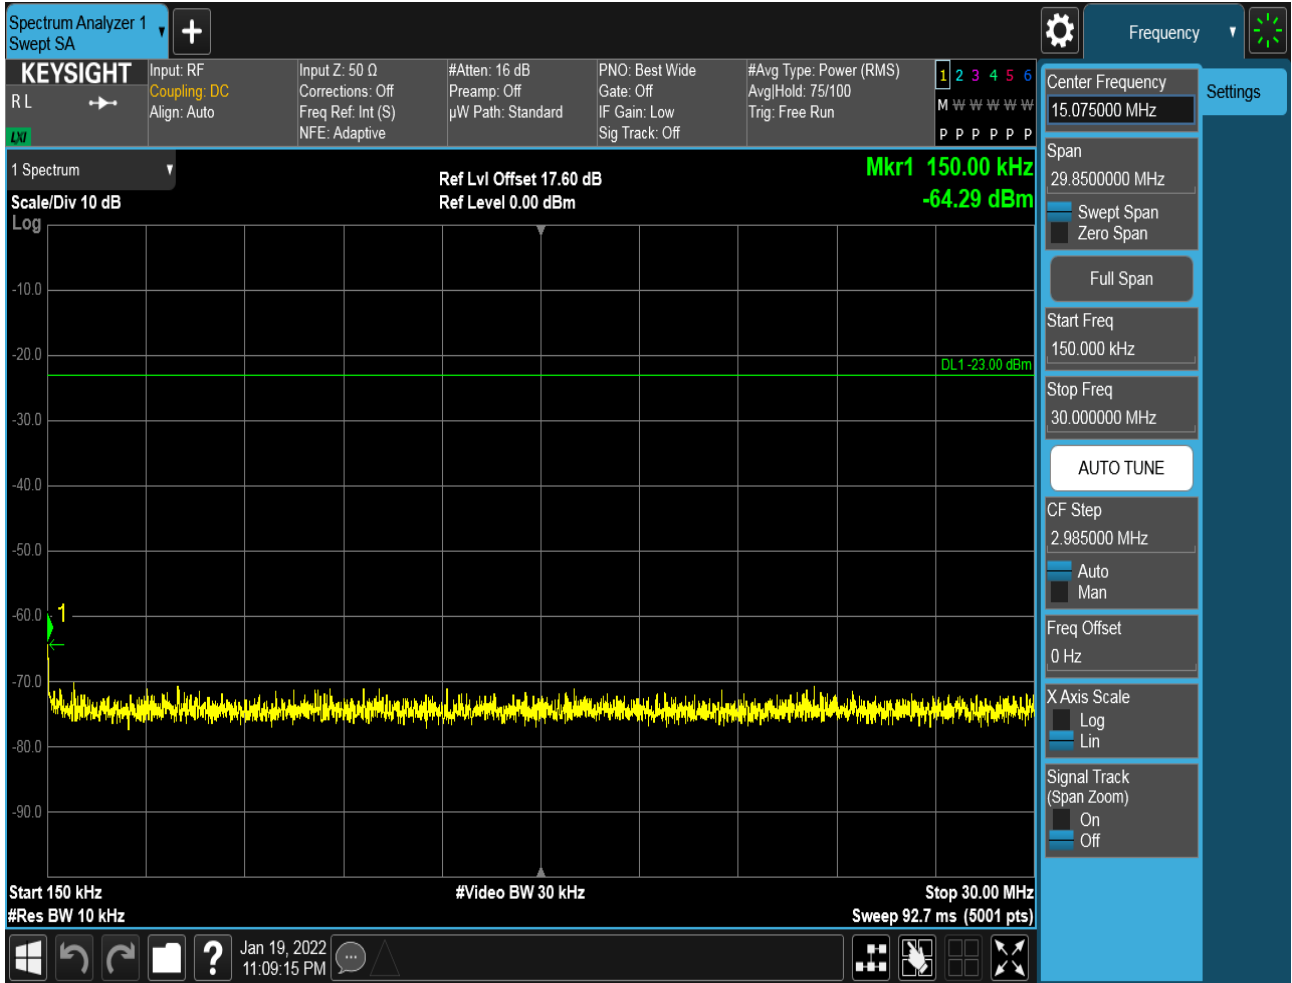 Spectrum Analyzer 1
Swept SA
Frequency
KEYSIGHT
R L
LXI
Input: RF
Coupling: DC
Align: Auto
Input Z: 50 Ω
Corrections: Off
Freq Ref: Int (S)
NFE: Adaptive
#Atten: 16 dB
Preamp: Off
µW Path: Standard
PNO: Best Wide
Gate: Off
IF Gain: Low
Sig Track: Off
#Avg Type: Power (RMS)
Avg|Hold: 75/100
Trig: Free Run
1 2 3 4 5 6
M W W W W W
P P P P P P
1 Spectrum
Scale/Div 10 dB
Log
Ref Lvl Offset 17.60 dB
Ref Level 0.00 dBm
Mkr1 150.00 kHz
-64.29 dBm
-10.0
-20.0
DL1 -23.00 dBm
-30.0
-40.0
-50.0
-60.0
1
-70.0
-80.0
-90.0
Start 150 kHz
#Video BW 30 kHz
Stop 30.00 MHz
#Res BW 10 kHz
Sweep 92.7 ms (5001 pts)
?
Jan 19, 2022
11:09:15 PM
Center Frequency
15.075000 MHz
Settings
Span
29.8500000 MHz
Swept Span
Zero Span
Full Span
Start Freq
150.000 kHz
Stop Freq
30.000000 MHz
AUTO TUNE
CF Step
2.985000 MHz
Auto
Man
Freq Offset
0 Hz
X Axis Scale
Log
Lin
Signal Track
(Span Zoom)
On
Off